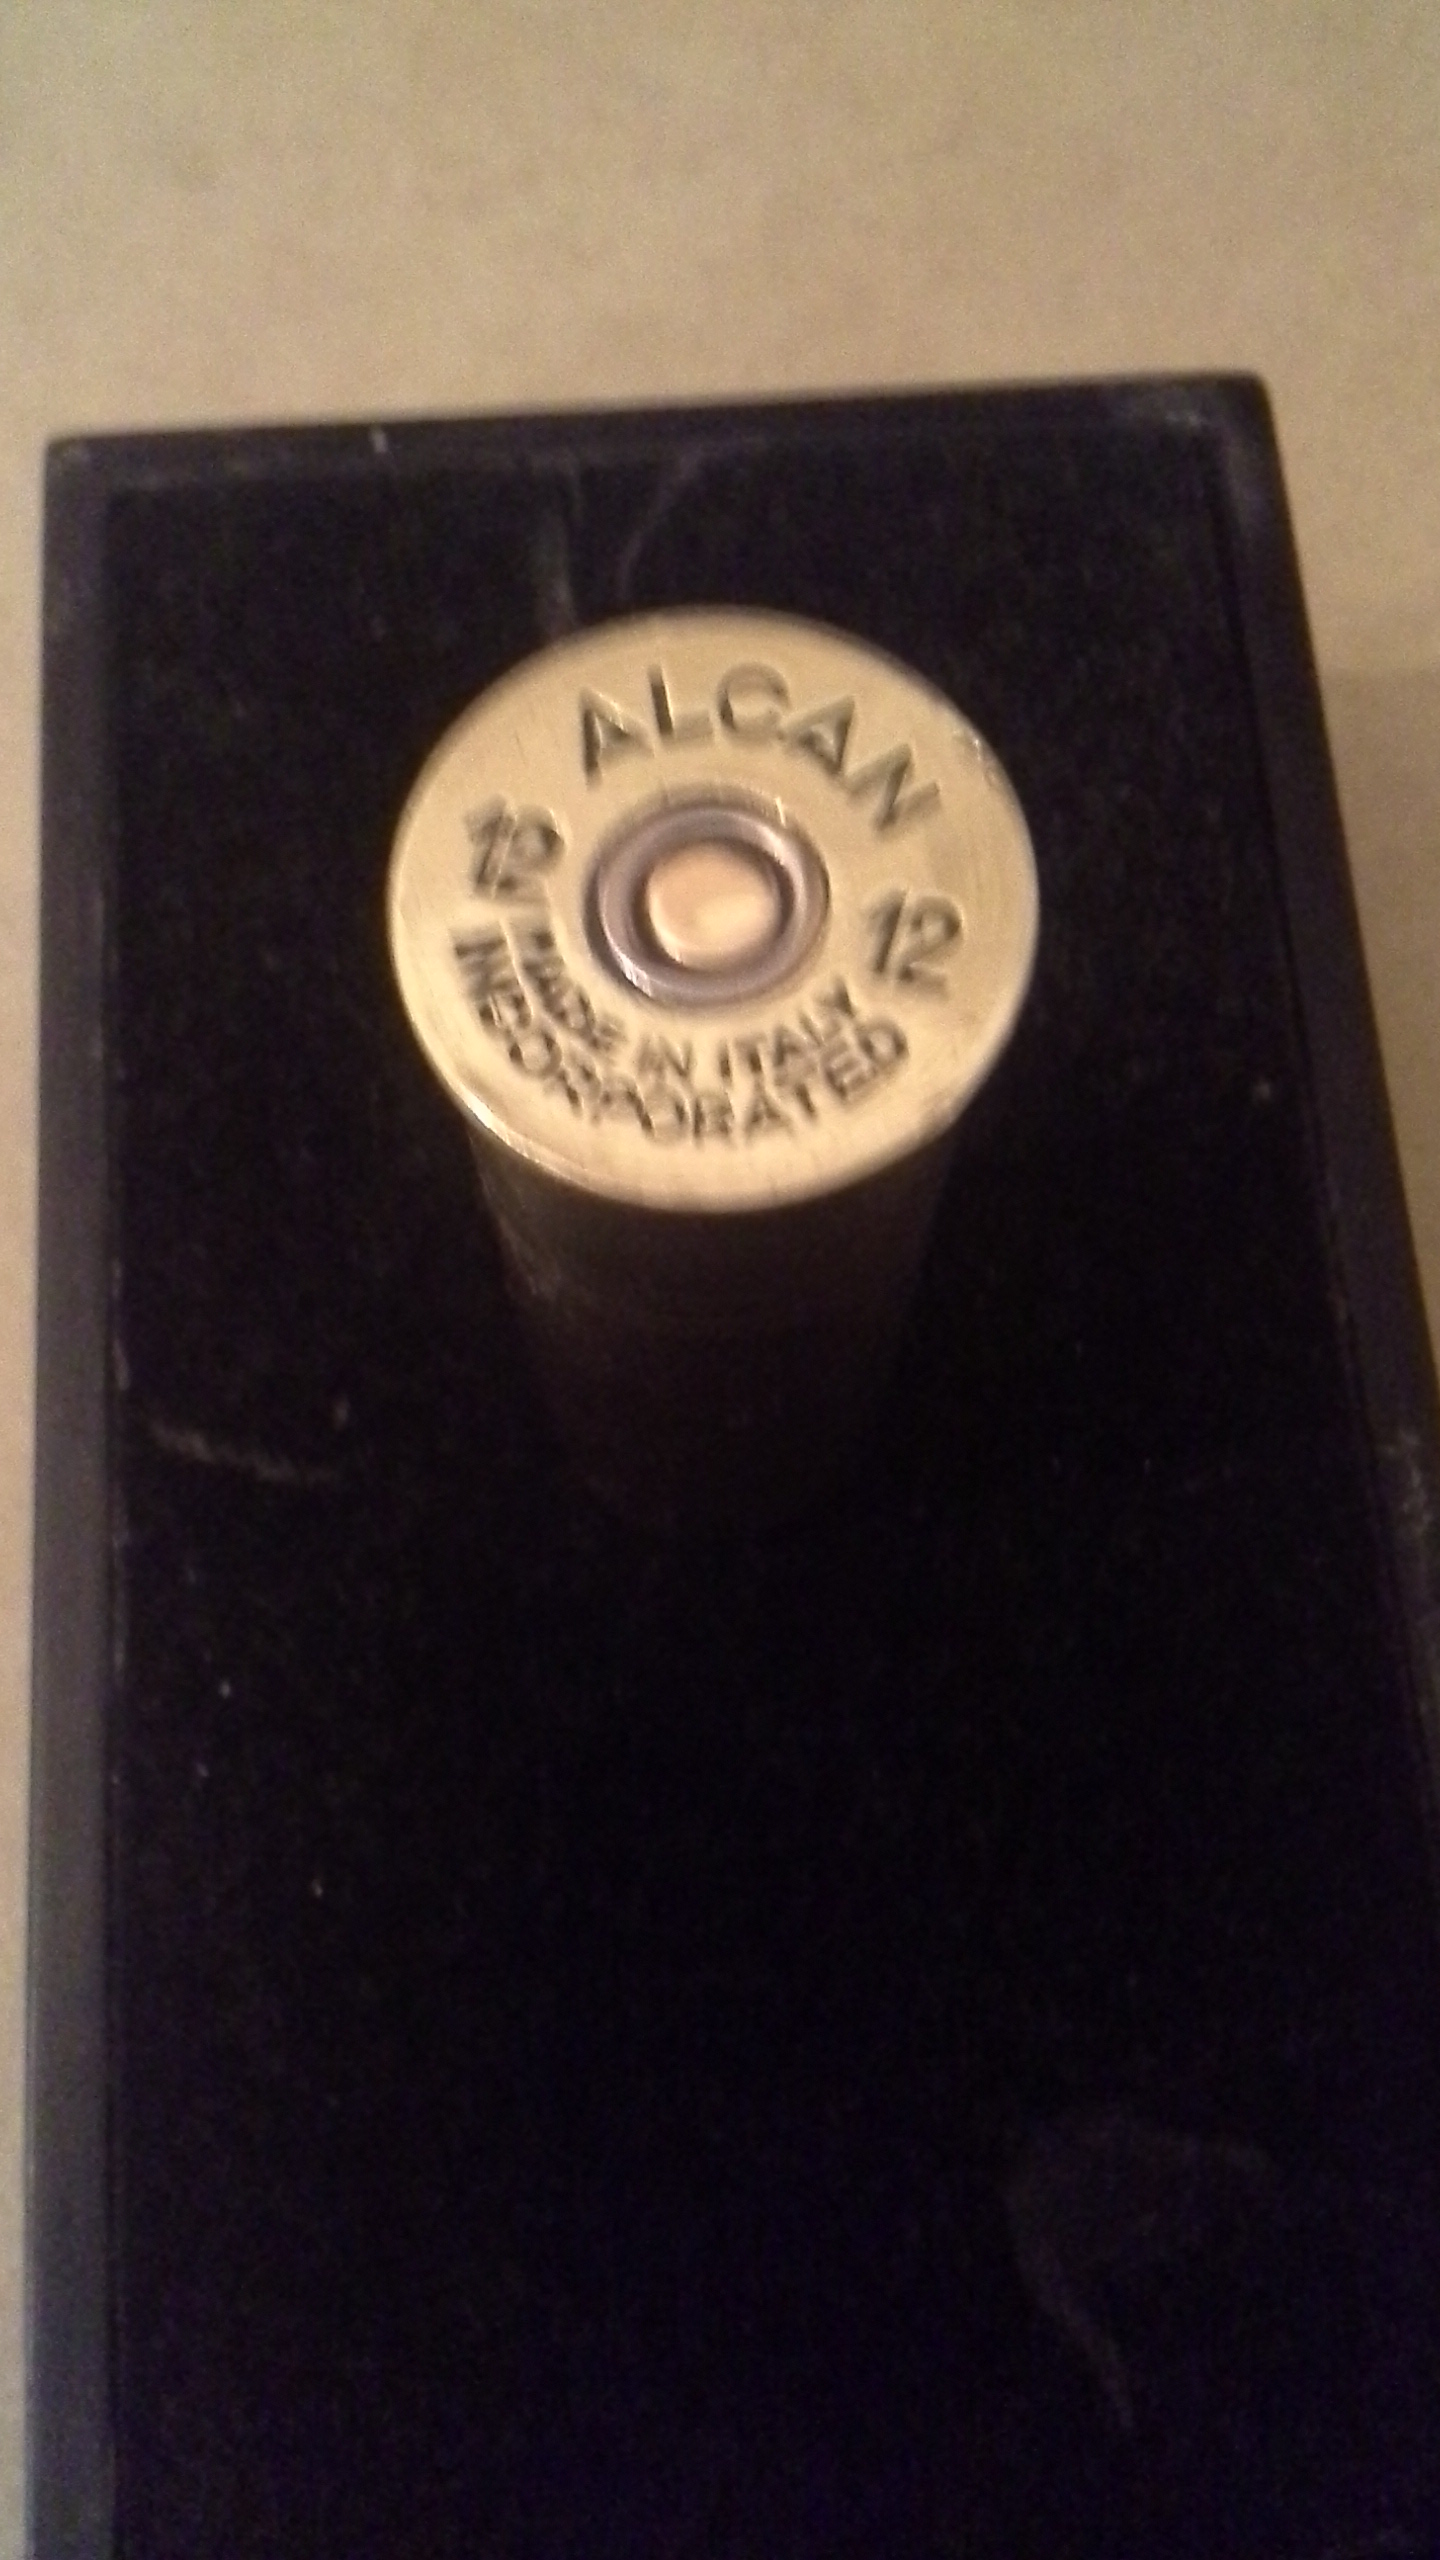 ALCAN
12 12
MADE IN ITALY
INCORPORATED